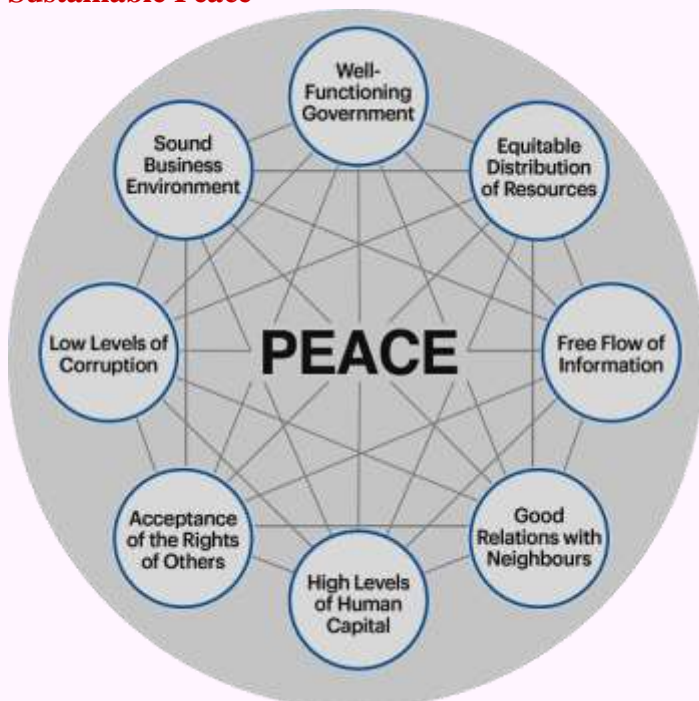 Sustainable Peace
Well-
Functioning
Government
Sound
Business
Environment
Equitable
Distribution
of Resources
Low Levels of
Corruption
PEACE
Free Flow of
Information
Acceptance
of the Rights
of Others
Good
Relations with
Neighbours
High Levels
of Human
Capital